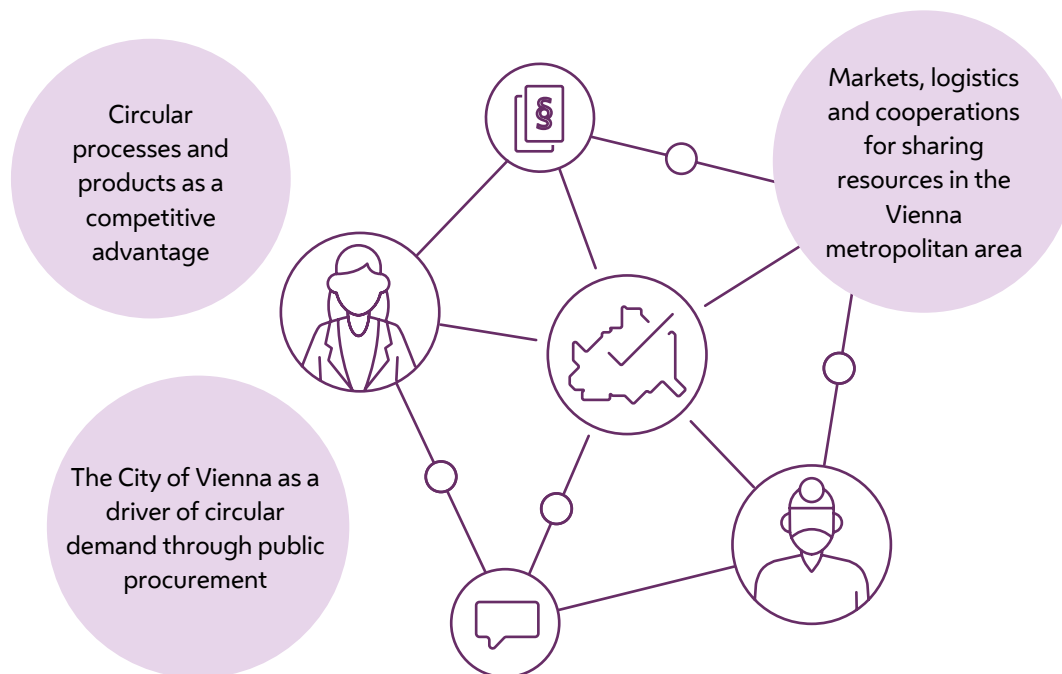 Circular
processes and
products as a
competitive
advantage
§
Markets, logistics
and cooperations
for sharing
resources in the
Vienna
metropolitan area
The City of Vienna as a
driver of circular
demand through public
procurement